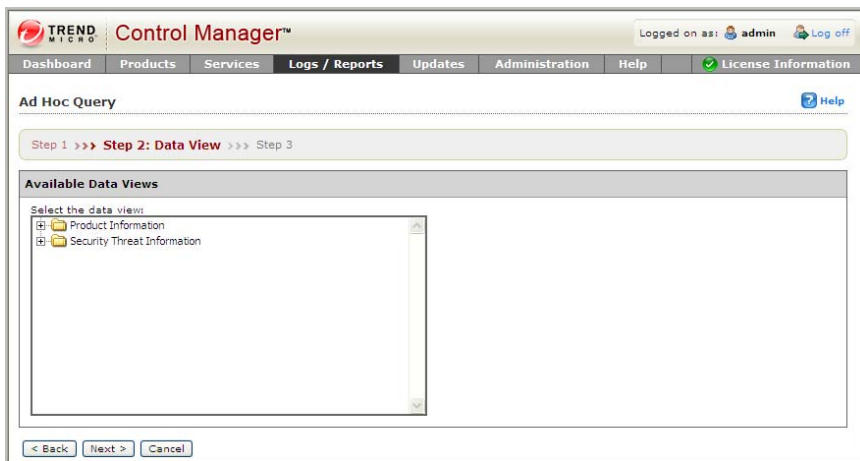 TREND MICRO Control Manager™ Logged on as: admin Log off
Dashboard Products Services Logs / Reports Updates Administration Help License Information
Ad Hoc Query Help
Step 1 >>> Step 2: Data View >>> Step 3
Available Data Views
Select the data view:
Product Information
Security Threat Information
< Back Next > Cancel